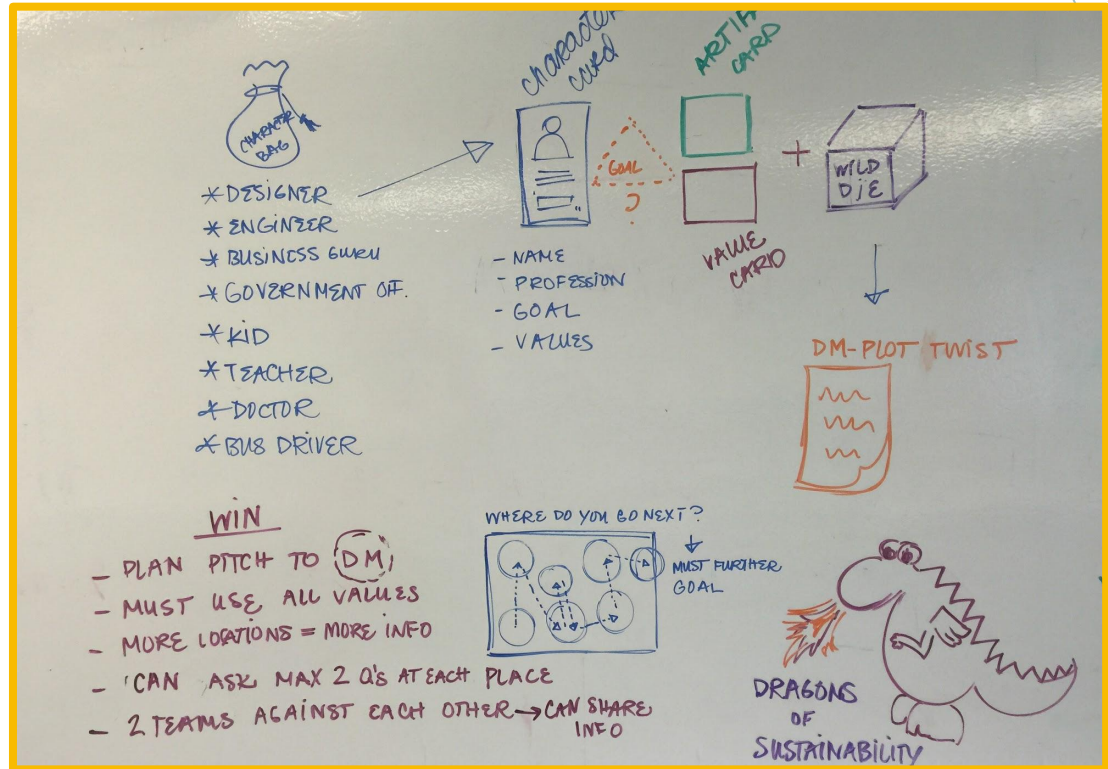 CHARACTER
CARD
CARD
CHARACTER
BAG
* DESIGNER
* ENGINEER
* BUSINESS GURU
* GOVERNMENT OFF.
* KID
* TEACHER
* DOCTOR
* BUS DRIVER
GOAL
?
- NAME
- PROFESSION
- GOAL
- VALUES
VALUE
CARD
+
WILD
DIE
DM-PLOT TWIST
WIN
- PLAN PITCH TO DM
- MUST USE ALL VALUES
- MORE LOCATIONS = MORE INFO
- CAN ASK MAX 2 Q'S AT EACH PLACE
- 2 TEAMS AGAINST EACH OTHER → CAN SHARE
INFO
WHERE DO YOU GO NEXT?
MUST FURTHER
GOAL
DRAGONS
OF
SUSTAINABILITY